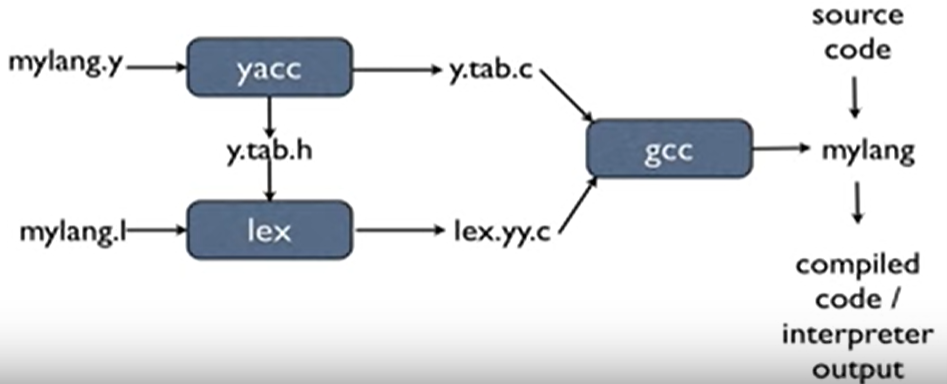 source
code
mylang.y
yacc
y.tab.c
y.tab.h
gcc
mylang
mylang.l
lex
lex.yy.c
compiled
code /
interpreter
output